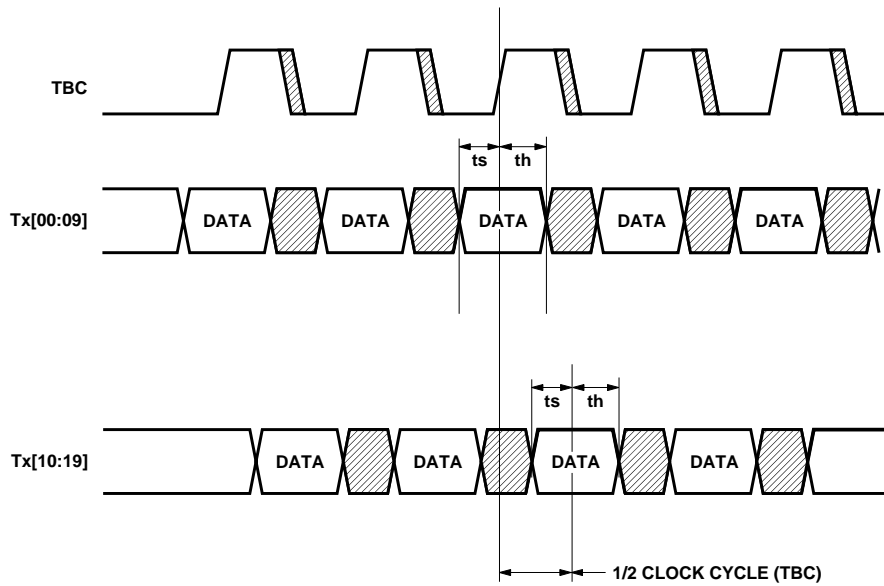 TBC
ts th
Tx[00:09] DATA DATA DATA DATA DATA
ts th
Tx[10:19] DATA DATA DATA DATA
1/2 CLOCK CYCLE (TBC)